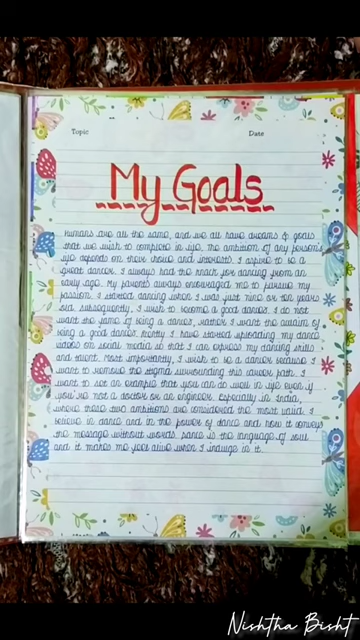 Topic Date
My Goals
Humans are all the same, and we all have dreams & goals
that we wish to complete in life, the ambition of any person's
life depends on their choice and interests. I aspire to be a
great dancer. I always had the knack for dancing from an
early age. My parents always encouraged me to pursue my
passion. I started dancing when I was just nine or ten years
old. subsequently, I wish to become a good dancer. I do not
want the fame of being a dancer, rather I want the acclaim of
being a good dancer. Recently I have started uploading my dance
videos on social media so that I can express my dancing skills
and talent. Most importantly, I wish to be a dancer because I
want to remove the stigma surrounding this career path. I
want to set an example that you can do well in life even if
you're not a doctor or an engineer. Especially in India,
where these two ambitions are considered the most valid. I
believe in dance and in the power of dance and how it conveys
the message without words. Dance is the language of soul
and it makes me feel alive when I indulge in it.
Nishtha Bisht